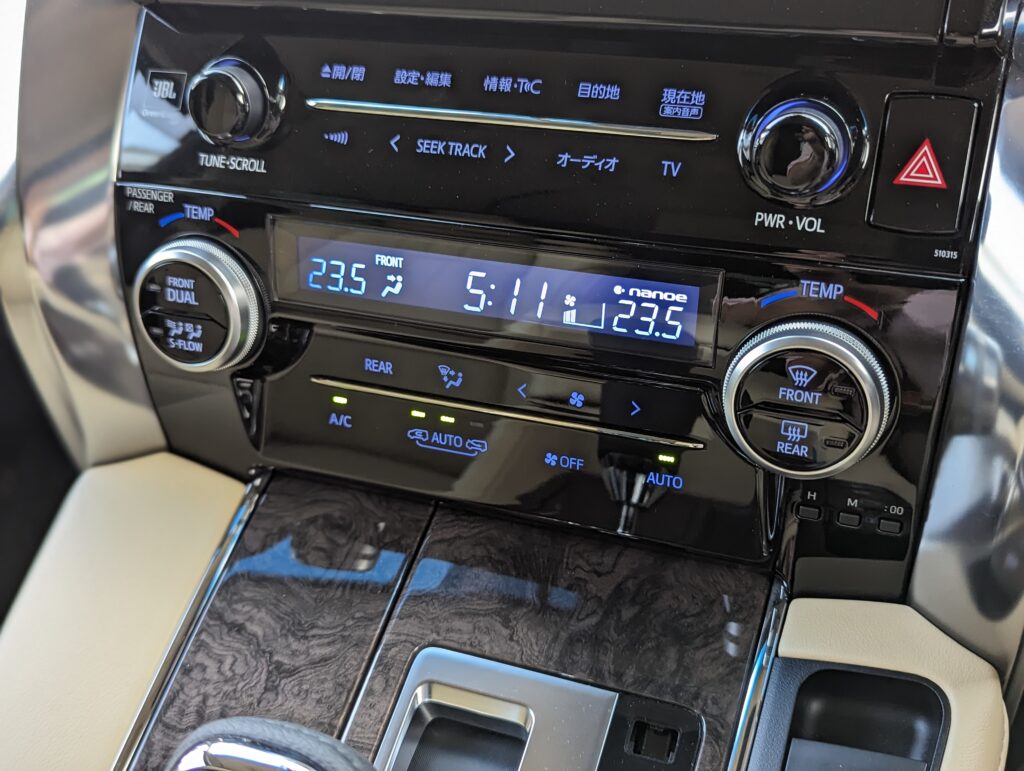 JBL
開/閉
設定・編集
情報・T(C
目的地
現在地
案内音声
TUNE・SCROLL
SEEK TRACK
オーディオ
TV
PWR・VOL
510315
PASSENGER
/REAR
TEMP
FRONT
DUAL
S-FLOW
23.5
FRONT
5:11
nanoe
23.5
TEMP
FRONT
REAR
REAR
A/C
AUTO
OFF
AUTO
H
M
:00